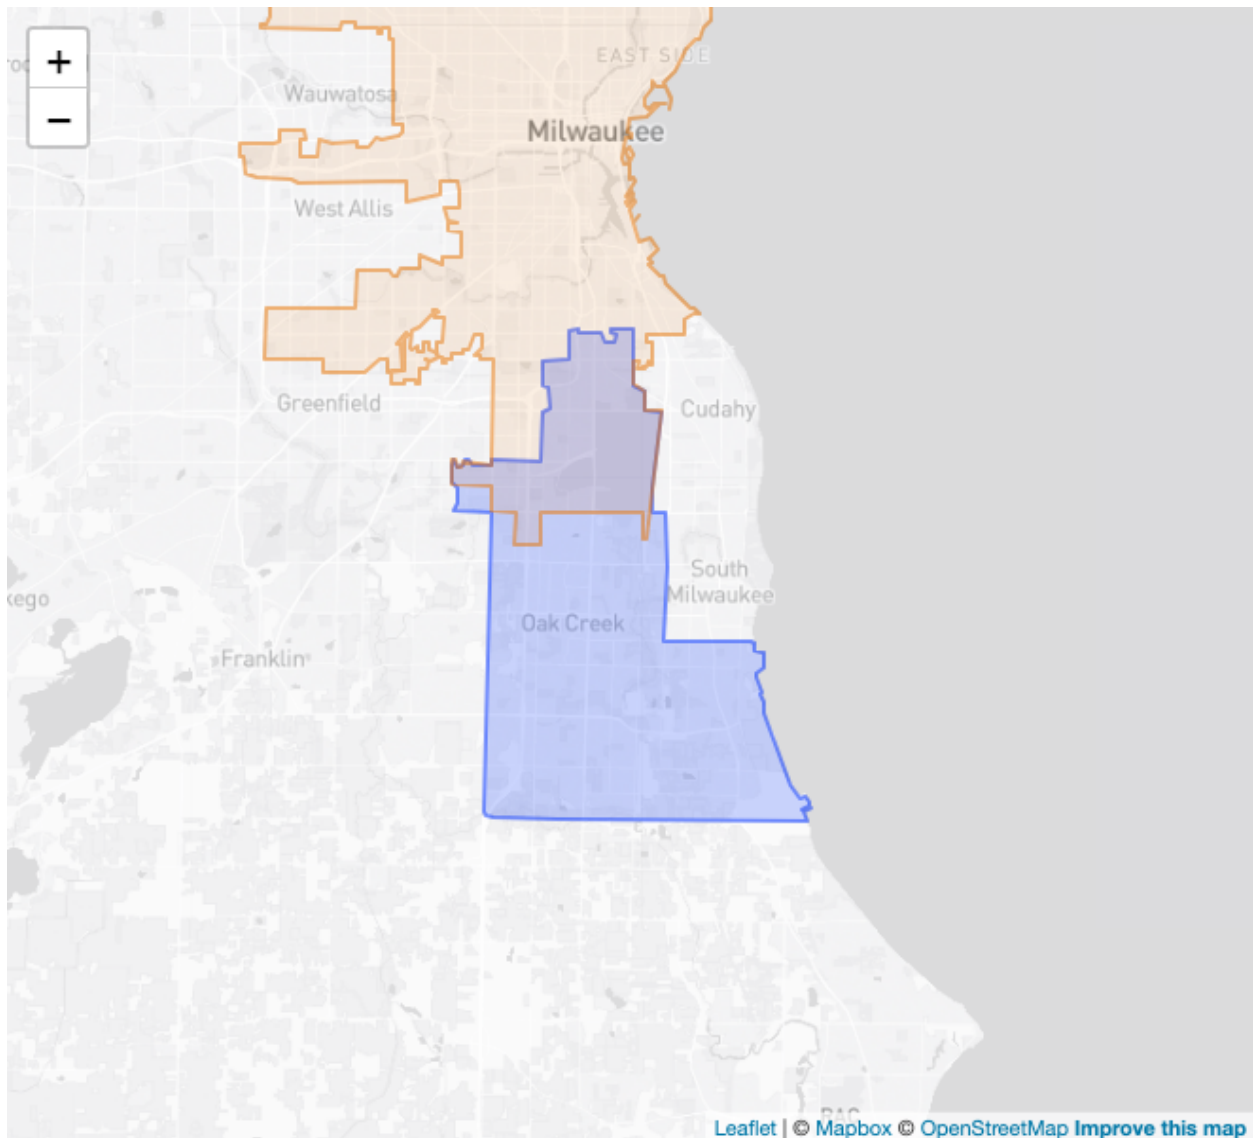 +
−
EAST SIDE
Wauwatosa
Milwaukee
West Allis
Greenfield
Cudahy
South
Milwaukee
Oak Creek
Franklin
Leaflet | © Mapbox © OpenStreetMap Improve this map